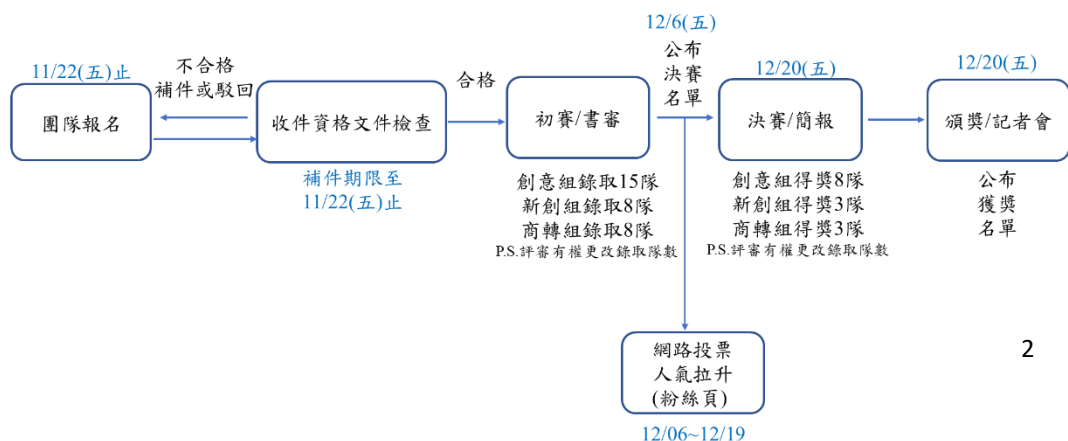 11/22(五)止
團隊報名
不合格
補件或駁回
收件資格文件檢查
補件期限至
11/22(五)止
合格
初賽/書審
創意組錄取15隊
新創組錄取8隊
商轉組錄取8隊
P.S.評審有權更改錄取隊數
12/6(五)
公布
決賽
名單
12/20(五)
決賽/簡報
創意組得獎8隊
新創組得獎3隊
商轉組得獎3隊
P.S.評審有權更改錄取隊數
12/20(五)
頒獎/記者會
公布
獲獎
名單
網路投票
人氣拉升
(粉絲頁)
12/06~12/19
2